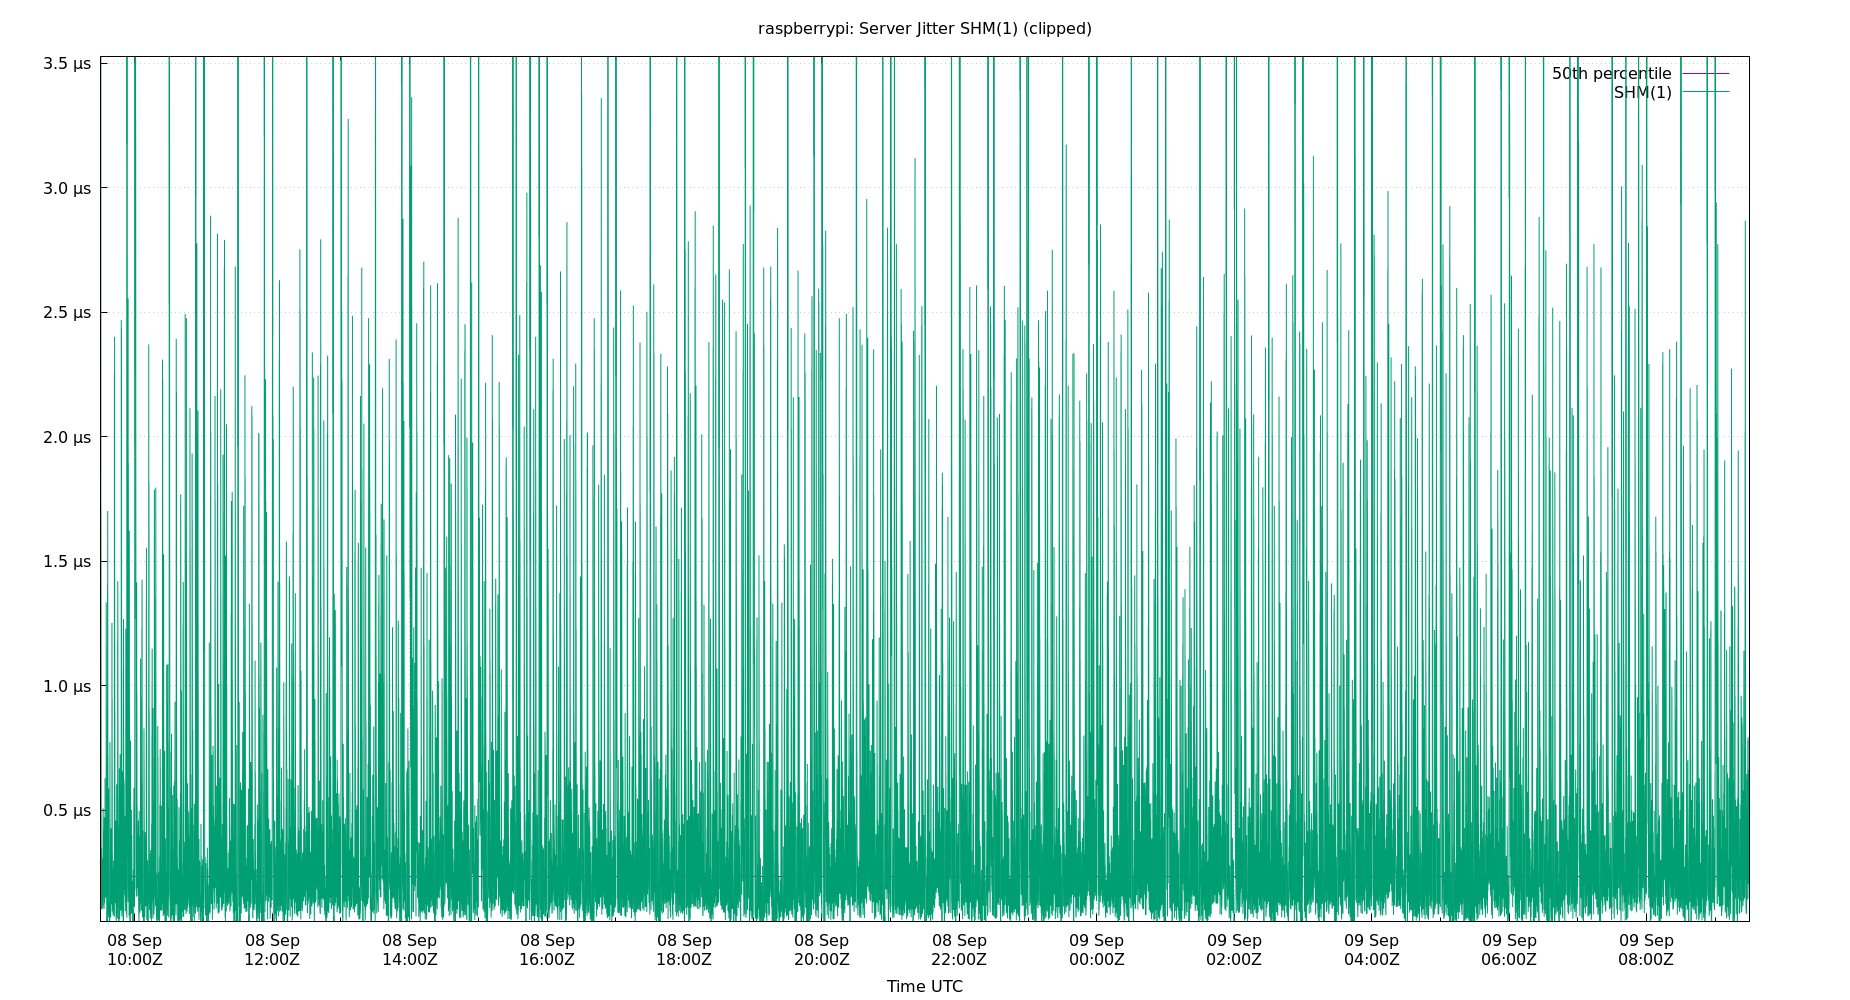 raspberrypi: Server Jitter SHM(1) (clipped)
3.5 µs
50th percentile
SHM(1)
3.0 µs
2.5 µs
2.0 µs
1.5 µs
1.0 µs
0.5 µs
08 Sep 08 Sep 08 Sep 08 Sep 08 Sep 08 Sep 08 Sep 09 Sep 09 Sep 09 Sep 09 Sep 09 Sep
10:00Z 12:00Z 14:00Z 16:00Z 18:00Z 20:00Z 22:00Z 00:00Z 02:00Z 04:00Z 06:00Z 08:00Z
Time UTC